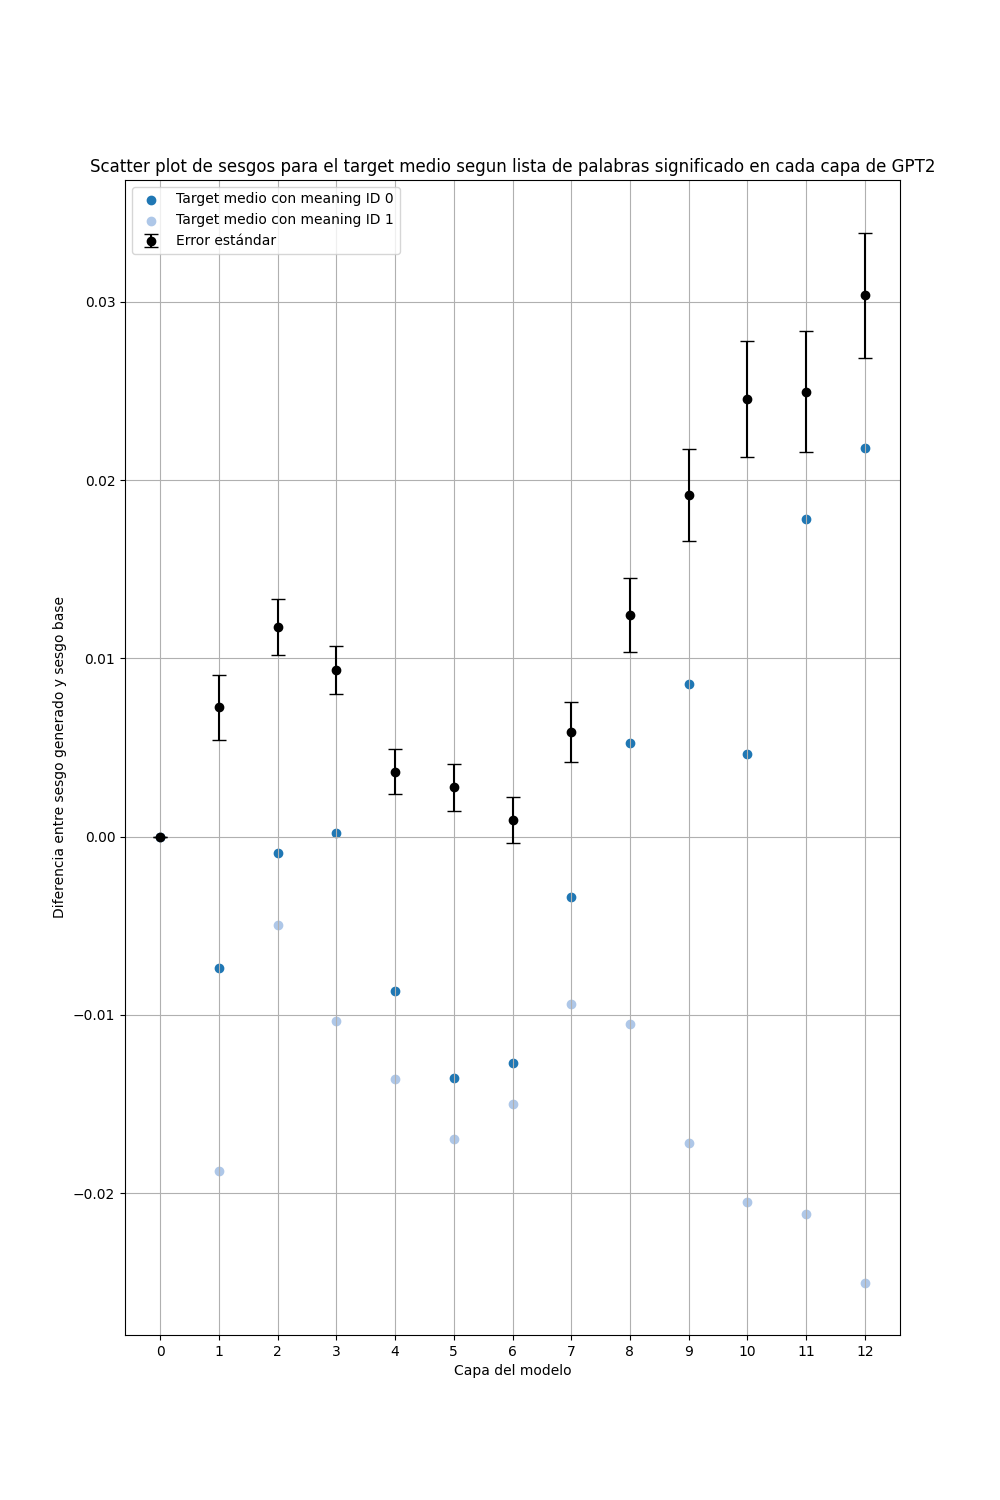 Scatter plot de sesgos para el target medio segun lista de palabras significado en cada capa de GPT2
Target medio con meaning ID 0
Target medio con meaning ID 1
Error estándar
0.03
0.02
0.01
0.00
−0.01
−0.02
Diferencia entre sesgo generado y sesgo base
0 1 2 3 4 5 6 7 8 9 10 11 12
Capa del modelo